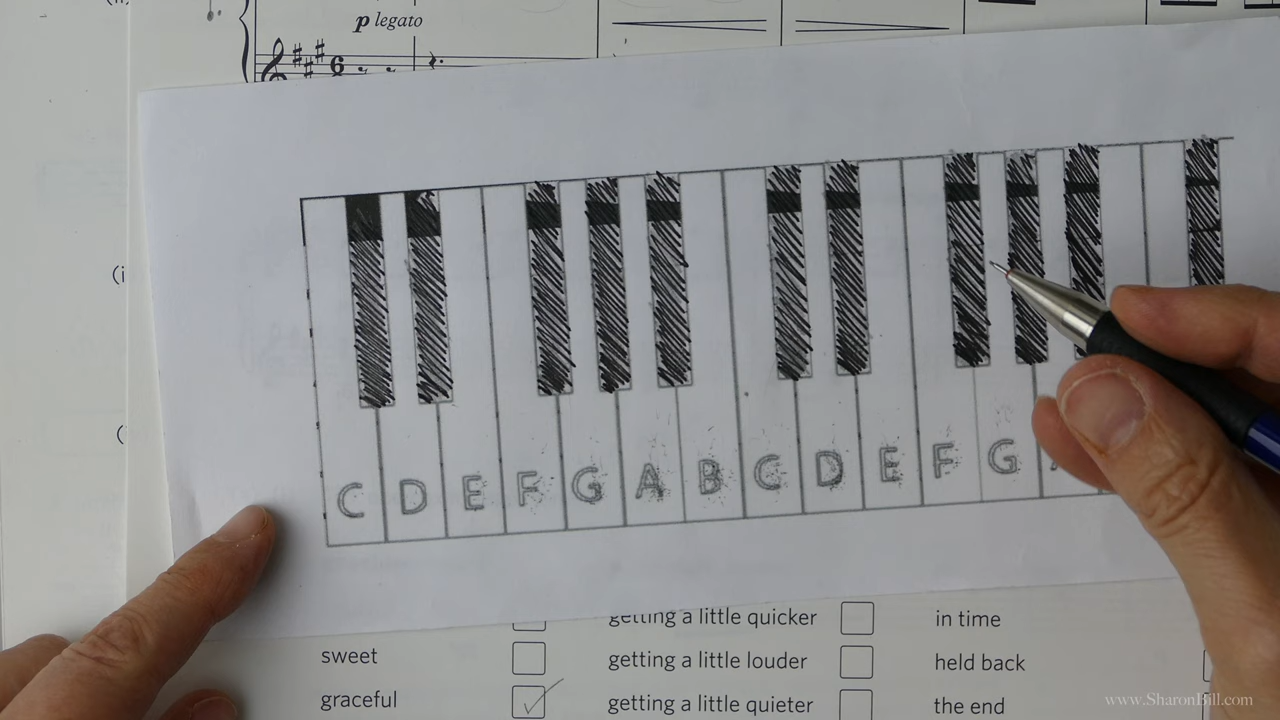 p legato
6
(i
(
C D E F G A B C D E F G
getting a little quicker in time
sweet getting a little louder held back
graceful getting a little quieter the end
www.SharonBill.com